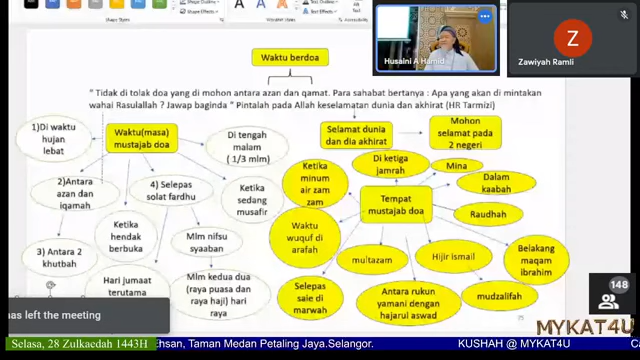 Shape Outline
Shape Effects
WordArt Styles
Waktu berdoa
" Tidak di tolak doa yang di mohon antara azan dan qamat. Para sahabat bertanya : Apa yang akan di mintakan
wahai Rasulallah ? Jawap baginda " Pintalah pada Allah keselamatan dunia dan akhirat (HR Tarmizi)
Husaini A Hamid
Z
Zawiyah Ramli
1)Di waktu
hujan
lebat
Waktu(masa)
mustajab doa
Di tengah
malam
( 1/3 mlm)
Selamat dunia
dan dia akhirat
Mohon
selamat pada
2 negeri
2)Antara
azan dan
iqamah
4) Selepas
solat fardhu
Ketika
sedang
musafir
3) Antara 2
khutbah
Ketika
hendak
berbuka
Mlm nifsu
syaaban
Hari jumaat
terutama
Mlm kedua dua
(raya puasa dan
raya haji) hari
raya
Ketika
minum
air zam
zam
Di ketiga
jamrah
Mina
Dalam
kaabah
Tempat
mustajab doa
Raudhah
Waktu
wuquf di
arafah
multazam
Hijir ismail
Belakang
maqam
ibrahim
Selepas
saie di
marwah
Antara rukun
yamani dengan
hajarul aswad
mudzalifah
148
has left the meeting
MYKAT4U
Selasa, 28 Zulkaedah 1443H
Ehsan, Taman Medan Petaling Jaya.Selangor.
KUSHAH @ MYKAT4U